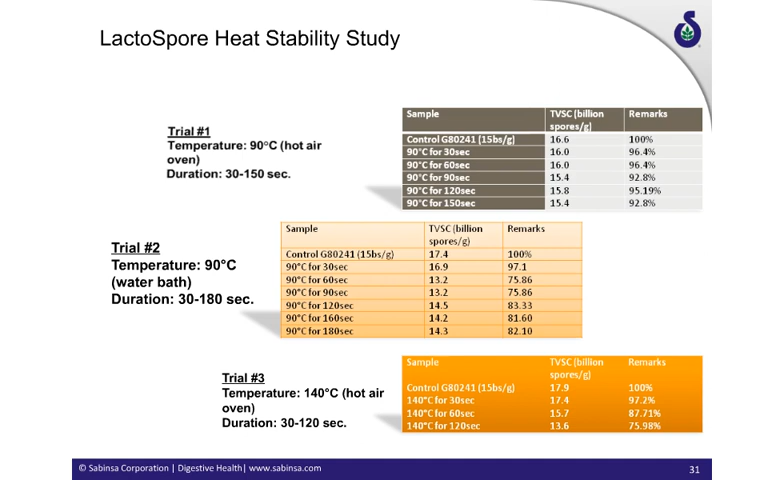 LactoSpore Heat Stability Study
Trial #1
Temperature: 90°C (hot air
oven)
Duration: 30-150 sec.
Sample TVSC (billion spores/g) Remarks
Control G80241 (15bs/g) 16.6 100%
90°C for 30sec 16.0 96.4%
90°C for 60sec 16.0 96.4%
90°C for 90sec 15.4 92.8%
90°C for 120sec 15.8 95.19%
90°C for 150sec 15.4 92.8%
Trial #2
Temperature: 90°C
(water bath)
Duration: 30-180 sec.
Sample TVSC (billion spores/g) Remarks
Control G80241 (15bs/g) 17.4 100%
90°C for 30sec 16.9 97.1
90°C for 60sec 13.2 75.86
90°C for 90sec 13.2 75.86
90°C for 120sec 14.5 83.33
90°C for 160sec 14.2 81.60
90°C for 180sec 14.3 82.10
Trial #3
Temperature: 140°C (hot air
oven)
Duration: 30-120 sec.
Sample TVSC (billion spores/g) Remarks
Control G80241 (15bs/g) 17.9 100%
140°C for 30sec 17.4 97.2%
140°C for 60sec 15.7 87.71%
140°C for 120sec 13.6 75.98%
© Sabinsa Corporation | Digestive Health| www.sabinsa.com
31